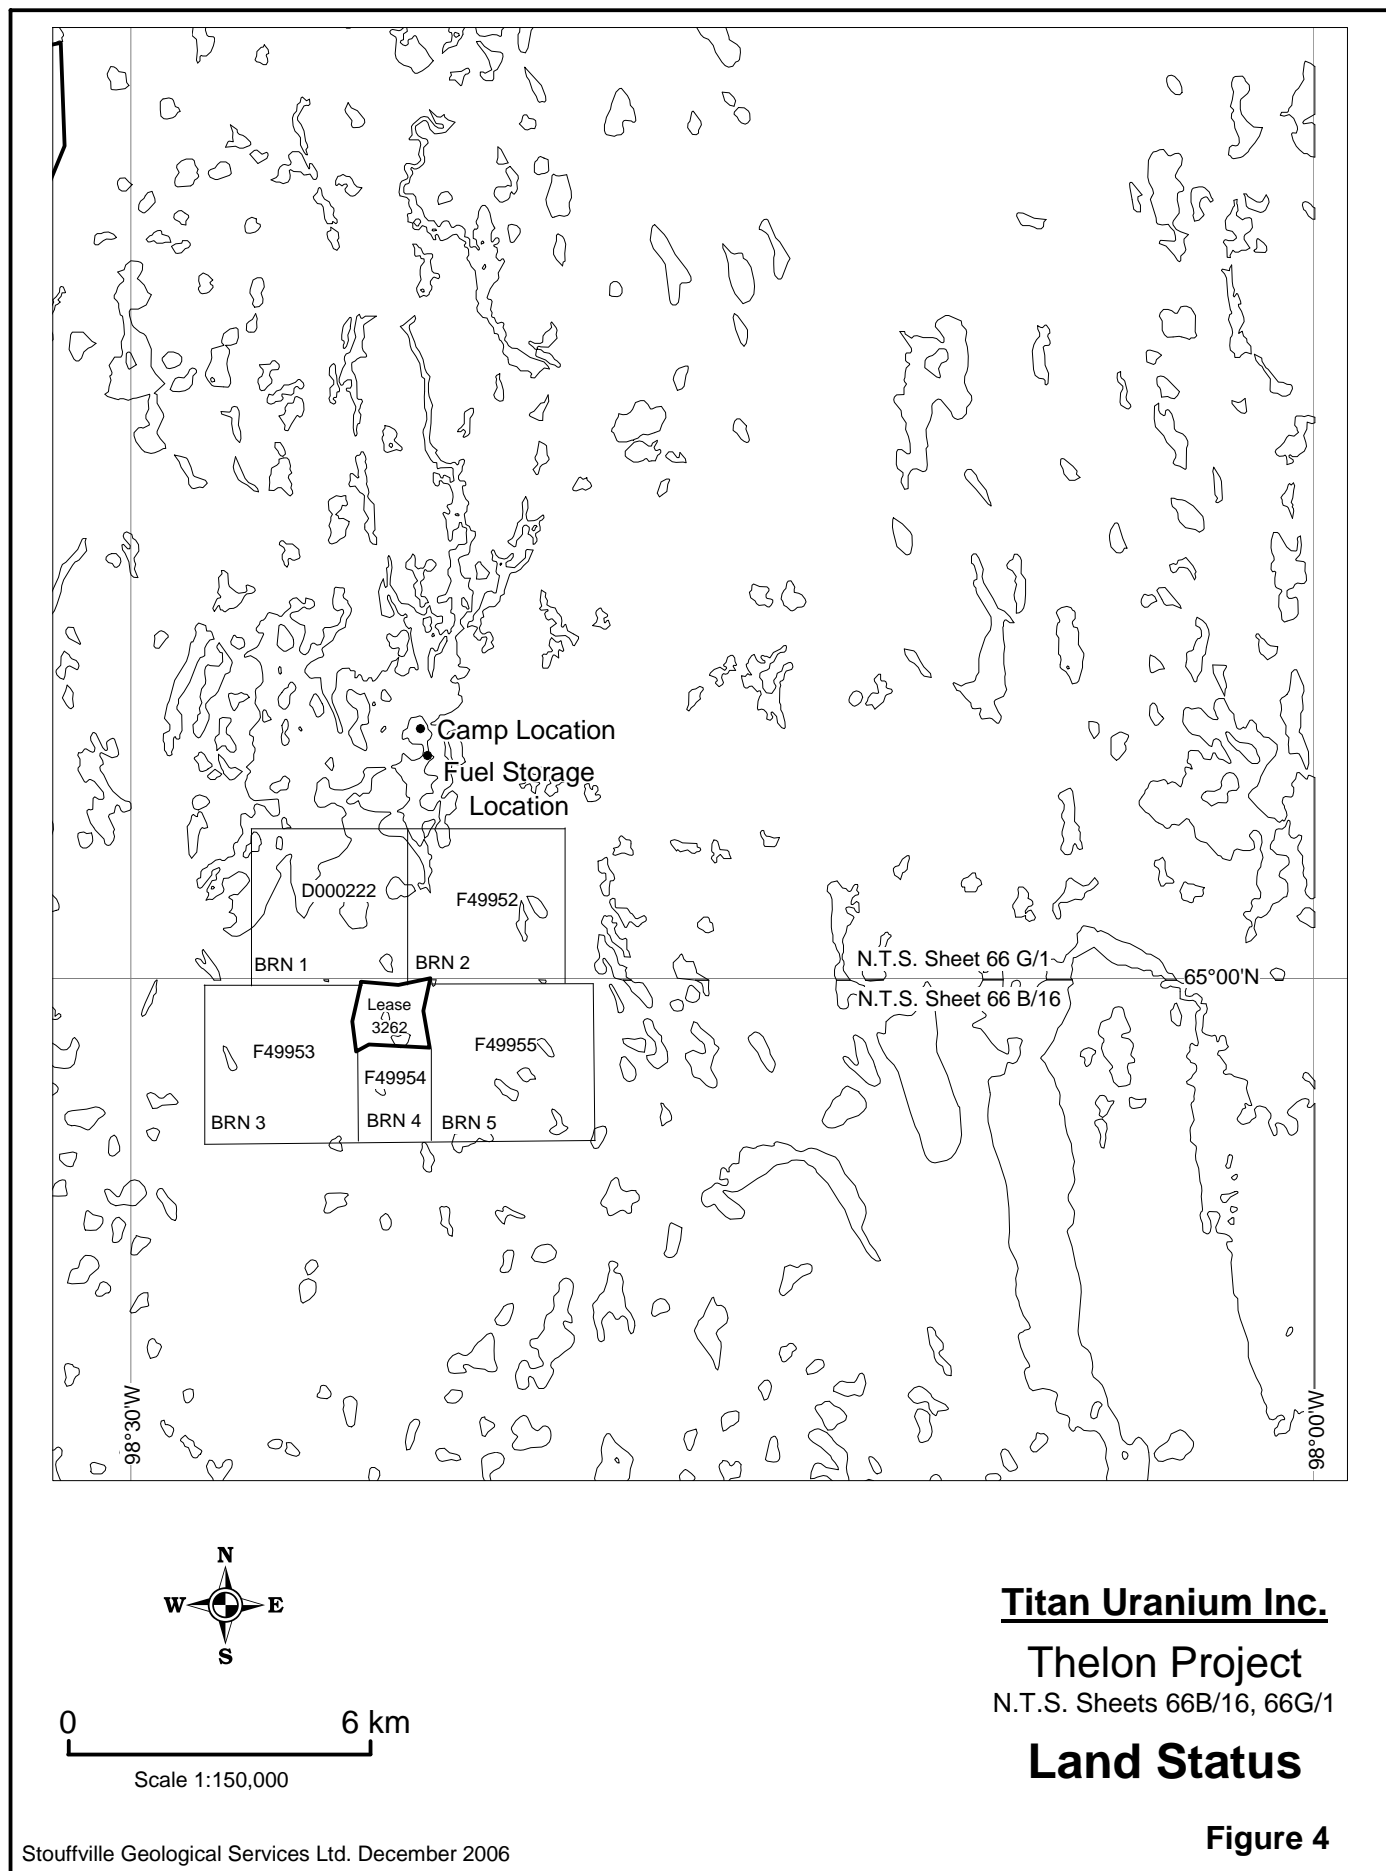 Camp Location
Fuel Storage
Location
D000222
F49952
BRN 1
BRN 2
N.T.S. Sheet 66 G/1
65°00'N
N.T.S. Sheet 66 B/16
Lease
3262
F49953
F49955
F49954
BRN 3
BRN 4
BRN 5
98°30'W
98°00'W
N
W
E
S
0
6 km
Scale 1:150,000
Titan Uranium Inc.
Thelon Project
N.T.S. Sheets 66B/16, 66G/1
Land Status
Figure 4
Stouffville Geological Services Ltd. December 2006